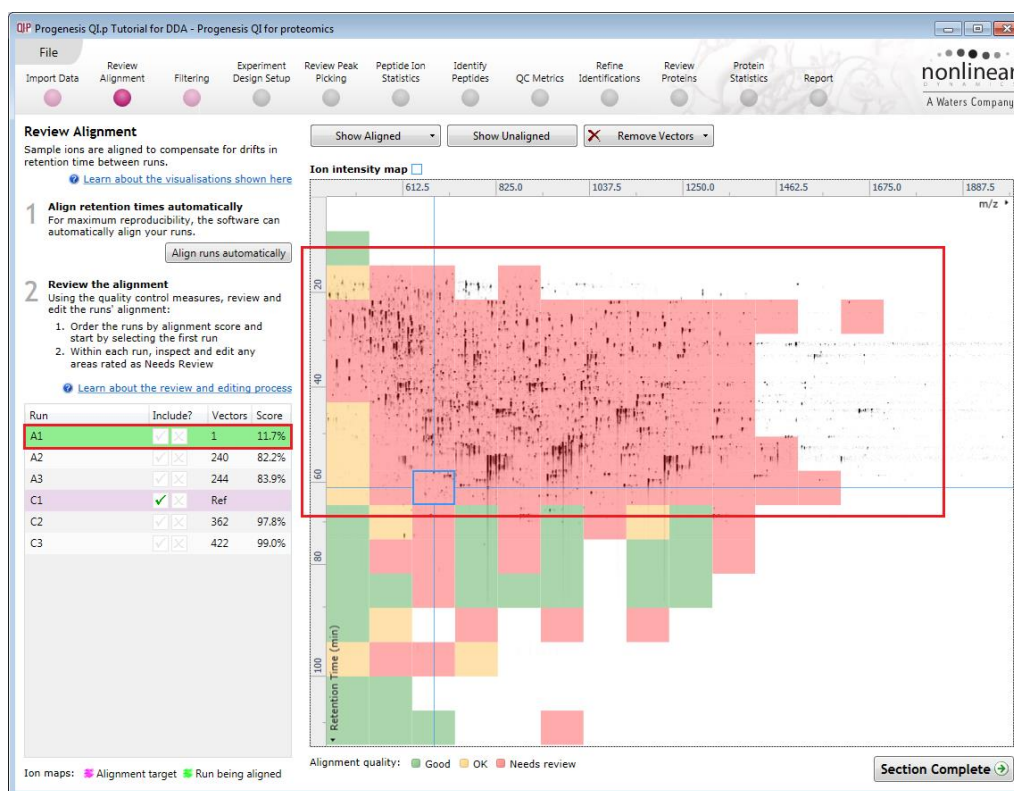 QIP Progenesis QI.p Tutorial for DDA - Progenesis QI for proteomics
File
Import Data
Review Alignment
Filtering
Experiment Design Setup
Review Peak Picking
Peptide Ion Statistics
Identify Peptides
QC Metrics
Refine Identifications
Review Proteins
Protein Statistics
Report
nonlinear
DYNAMICS
A Waters Company
Review Alignment
Sample ions are aligned to compensate for drifts in
retention time between runs.
Learn about the visualisations shown here
1 Align retention times automatically
For maximum reproducibility, the software can
automatically align your runs.
Align runs automatically
2 Review the alignment
Using the quality control measures, review and
edit the runs' alignment:
1. Order the runs by alignment score and
start by selecting the first run
2. Within each run, inspect and edit any
areas rated as Needs Review
Learn about the review and editing process
Run Include? Vectors Score
A1 1 11.7%
A2 240 82.2%
A3 244 83.9%
C1 Ref
C2 362 97.8%
C3 422 99.0%
Ion maps: Alignment target Run being aligned
Show Aligned Show Unaligned Remove Vectors
Ion intensity map
612.5 825.0 1037.5 1250.0 1462.5 1675.0 1887.5
m/z
20
40
60
80
100
Retention Time (min)
Alignment quality: Good OK Needs review
Section Complete